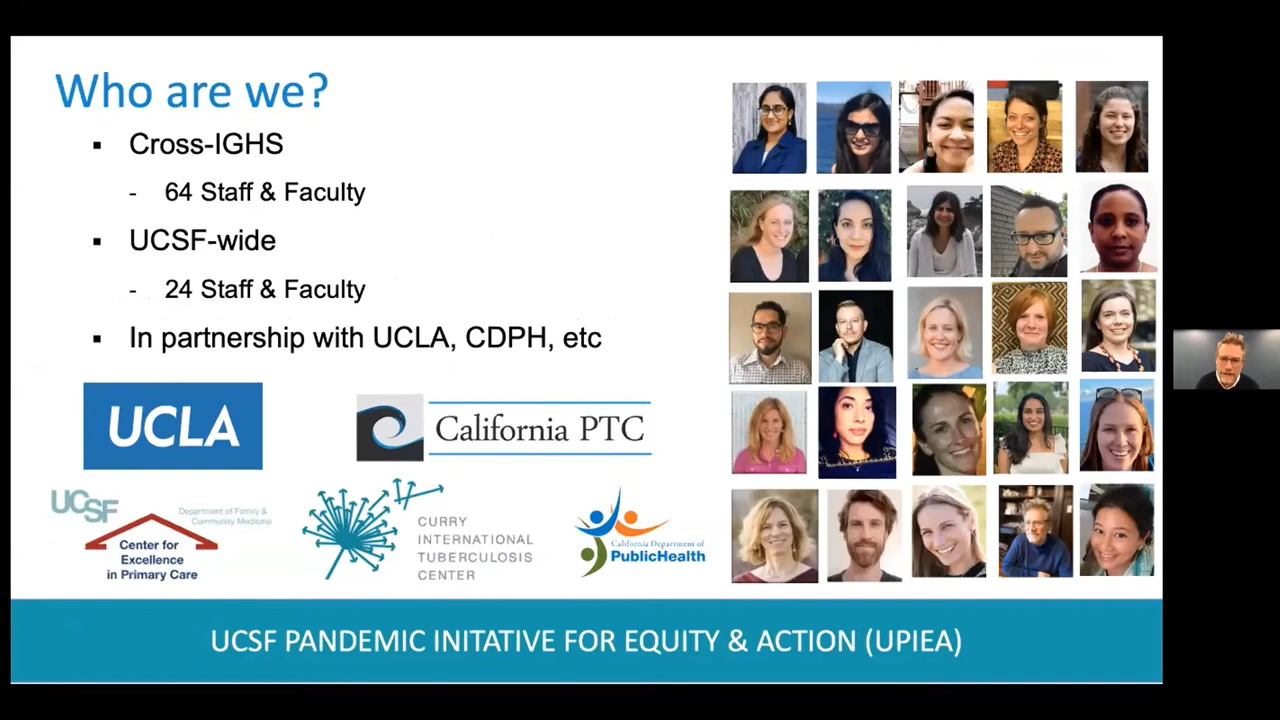 Who are we?
▪ Cross-IGHS
- 64 Staff & Faculty
▪ UCSF-wide
- 24 Staff & Faculty
▪ In partnership with UCLA, CDPH, etc
UCLA
California PTC
UCSF
Department of Family &
Community Medicine
Center for
Excellence
in Primary Care
CURRY
INTERNATIONAL
TUBERCULOSIS
CENTER
California Department of
PublicHealth
UCSF PANDEMIC INITATIVE FOR EQUITY & ACTION (UPIEA)